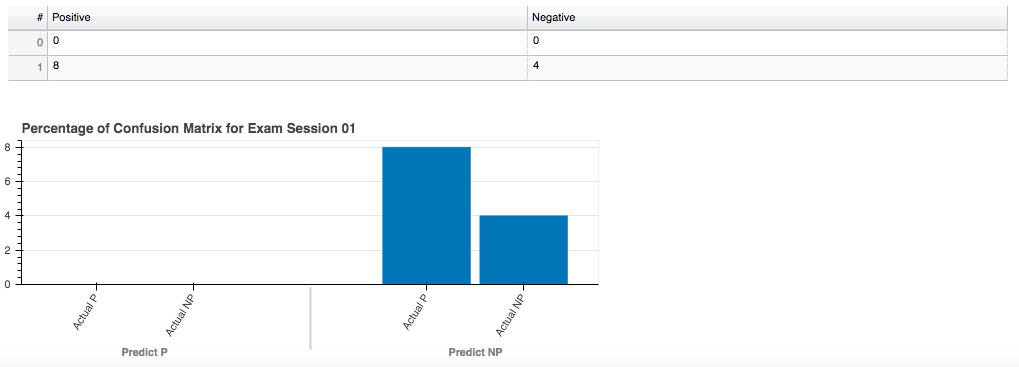 # Positive Negative
0 0 0
1 8 4
Percentage of Confusion Matrix for Exam Session 01
8
6
4
2
0
Actual P Actual NP Actual P Actual NP
Predict P Predict NP